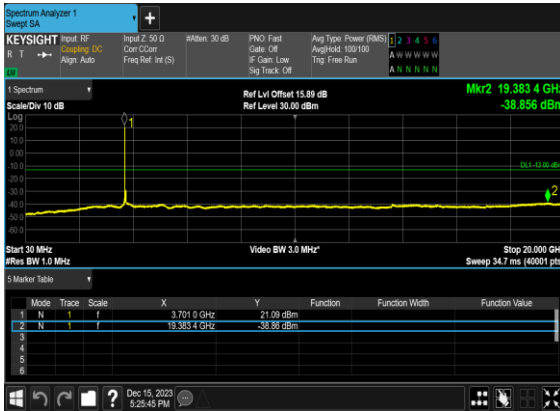 Spectrum Analyzer 1
Swept SA
+
KEYSIGHT Input: RF Input Z: 50 Ω #Atten: 30 dB PNO: Fast Avg Type: Power (RMS) 1 2 3 4 5 6
R T Coupling: DC Corr CCorr Gate: Off Avg|Hold: 100/100 A W W W W W
Align: Auto Freq Ref: Int (S) IF Gain: Low Trig: Free Run
Sig Track: Off A N N N N N
1 Spectrum Ref Lvl Offset 15.89 dB Mkr2 19.383 4 GHz
Scale/Div 10 dB Ref Level 30.00 dBm -38.856 dBm
Log
20.0
10.0
0.00
-10.0
-20.0
-30.0
-40.0
-50.0
-60.0
1
DL1 -13.00 dBm
2
Start 30 MHz Video BW 3.0 MHz* Stop 20.000 GH
#Res BW 1.0 MHz Sweep 34.7 ms (40001 pts
5 Marker Table
Mode Trace Scale X Y Function Function Width Function Value
1 N 1 f 3.701 0 GHz 21.09 dBm
2 N 1 f 19.383 4 GHz -38.86 dBm
3
4
5
6
? Dec 15, 2023
5:25:45 PM